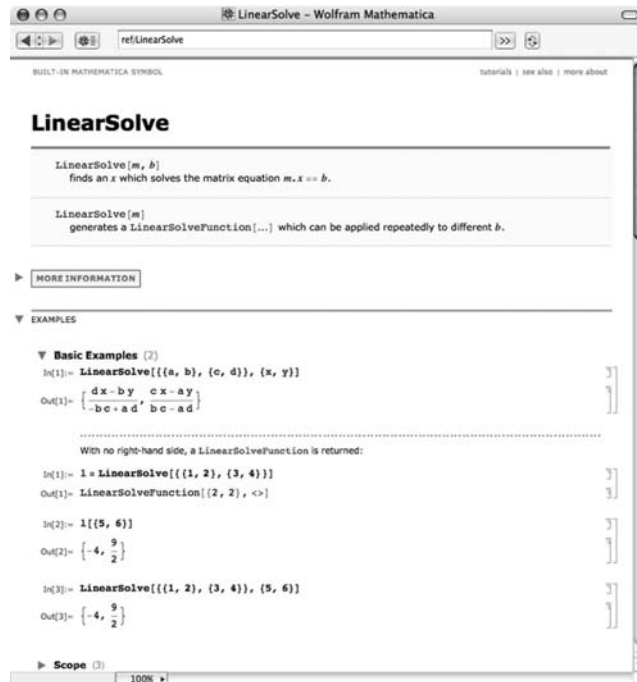 LinearSolve – Wolfram Mathematica
ref/LinearSolve
>>
BUILT-IN MATHEMATICA SYMBOL
tutorials | see also | more about
LinearSolve
LinearSolve[m, b]
finds an x which solves the matrix equation m.x == b.
LinearSolve[m]
generates a LinearSolveFunction[...] which can be applied repeatedly to different b.
MORE INFORMATION
EXAMPLES
Basic Examples (2)
In[1]:= LinearSolve[{{a, b}, {c, d}}, {x, y}]
Out[1]= {(d x - b y)/(-b c + a d), (c x - a y)/(b c - a d)}
With no right-hand side, a LinearSolveFunction is returned:
In[1]:= l = LinearSolve[{{1, 2}, {3, 4}}]
Out[1]= LinearSolveFunction[{2, 2}, <>]
In[2]:= l[{5, 6}]
Out[2]= {-4, 9/2}
In[3]:= LinearSolve[{{1, 2}, {3, 4}}, {5, 6}]
Out[3]= {-4, 9/2}
Scope (3)
100%